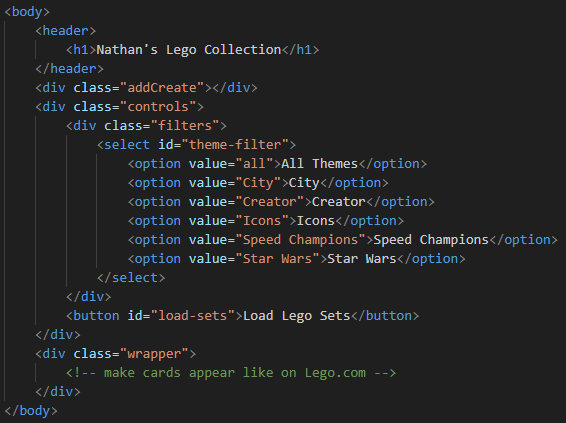 <body>
    <header>
        <h1>Nathan's Lego Collection</h1>
    </header>
    <div class="addCreate"></div>
    <div class="controls">
        <div class="filters">
            <select id="theme-filter">
                <option value="all">All Themes</option>
                <option value="City">City</option>
                <option value="Creator">Creator</option>
                <option value="Icons">Icons</option>
                <option value="Speed Champions">Speed Champions</option>
                <option value="Star Wars">Star Wars</option>
            </select>
        </div>
        <button id="load-sets">Load Lego Sets</button>
    </div>
    <div class="wrapper">
        <!-- make cards appear like on Lego.com -->
    </div>
</body>